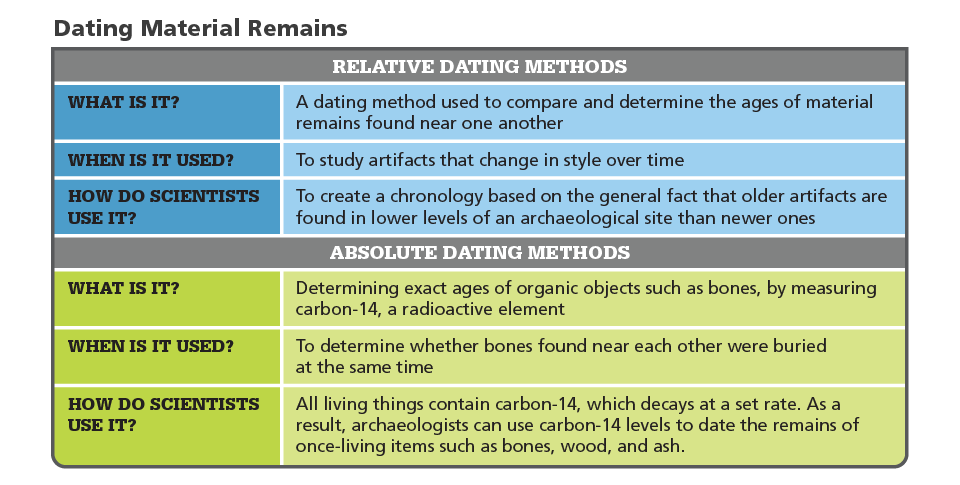 Dating Material Remains
RELATIVE DATING METHODS
WHAT IS IT?
A dating method used to compare and determine the ages of material
remains found near one another
WHEN IS IT USED?
To study artifacts that change in style over time
HOW DO SCIENTISTS
USE IT?
To create a chronology based on the general fact that older artifacts are
found in lower levels of an archaeological site than newer ones
ABSOLUTE DATING METHODS
WHAT IS IT?
Determining exact ages of organic objects such as bones, by measuring
carbon-14, a radioactive element
WHEN IS IT USED?
To determine whether bones found near each other were buried
at the same time
HOW DO SCIENTISTS
USE IT?
All living things contain carbon-14, which decays at a set rate. As a
result, archaeologists can use carbon-14 levels to date the remains of
once-living items such as bones, wood, and ash.